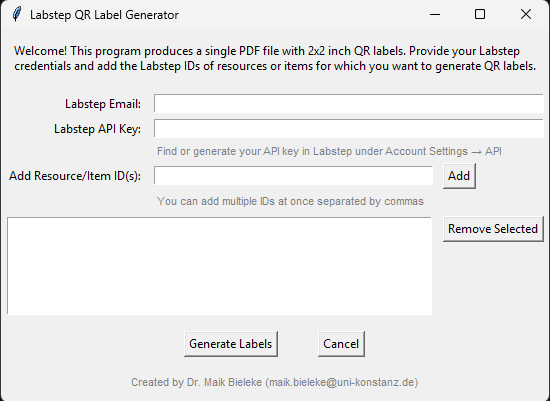 Labstep QR Label Generator
Welcome! This program produces a single PDF file with 2x2 inch QR labels. Provide your Labstep
credentials and add the Labstep IDs of resources or items for which you want to generate QR labels.
Labstep Email:
Labstep API Key:
Find or generate your API key in Labstep under Account Settings → API
Add Resource/Item ID(s):
Add
You can add multiple IDs at once separated by commas
Remove Selected
Generate Labels
Cancel
Created by Dr. Maik Bieleke (maik.bieleke@uni-konstanz.de)